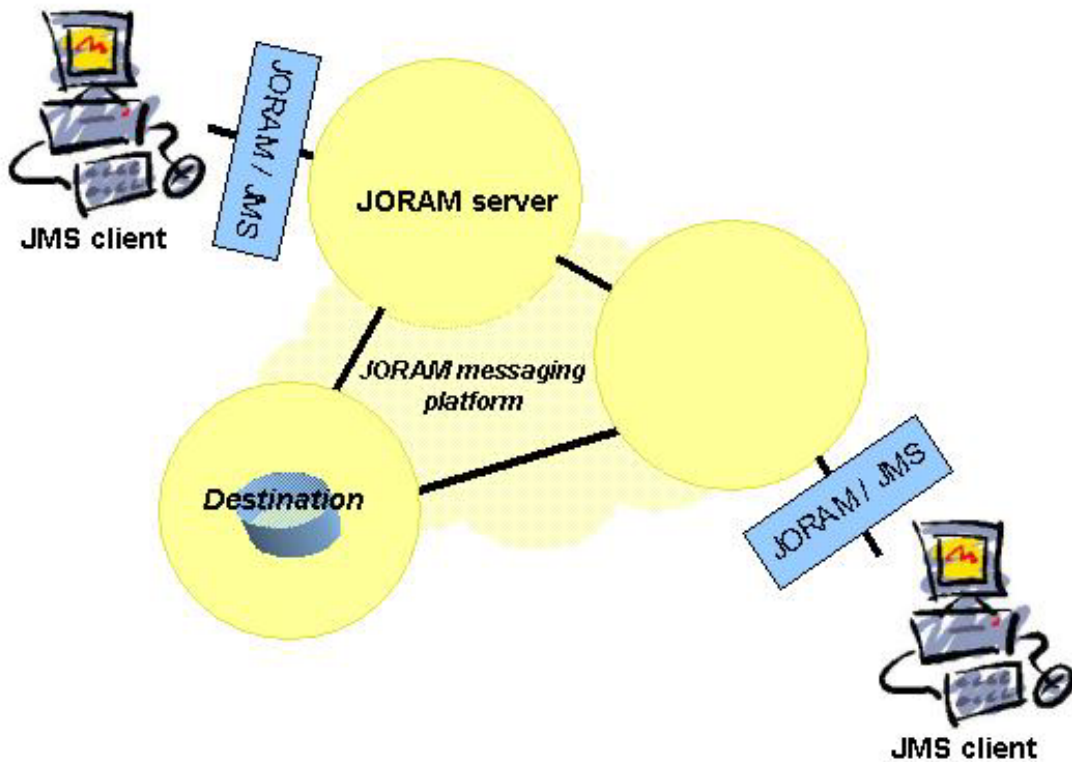 JORAM / JMS
JMS client
JORAM server
JORAM messaging
platform
Destination
JORAM / JMS
JMS client